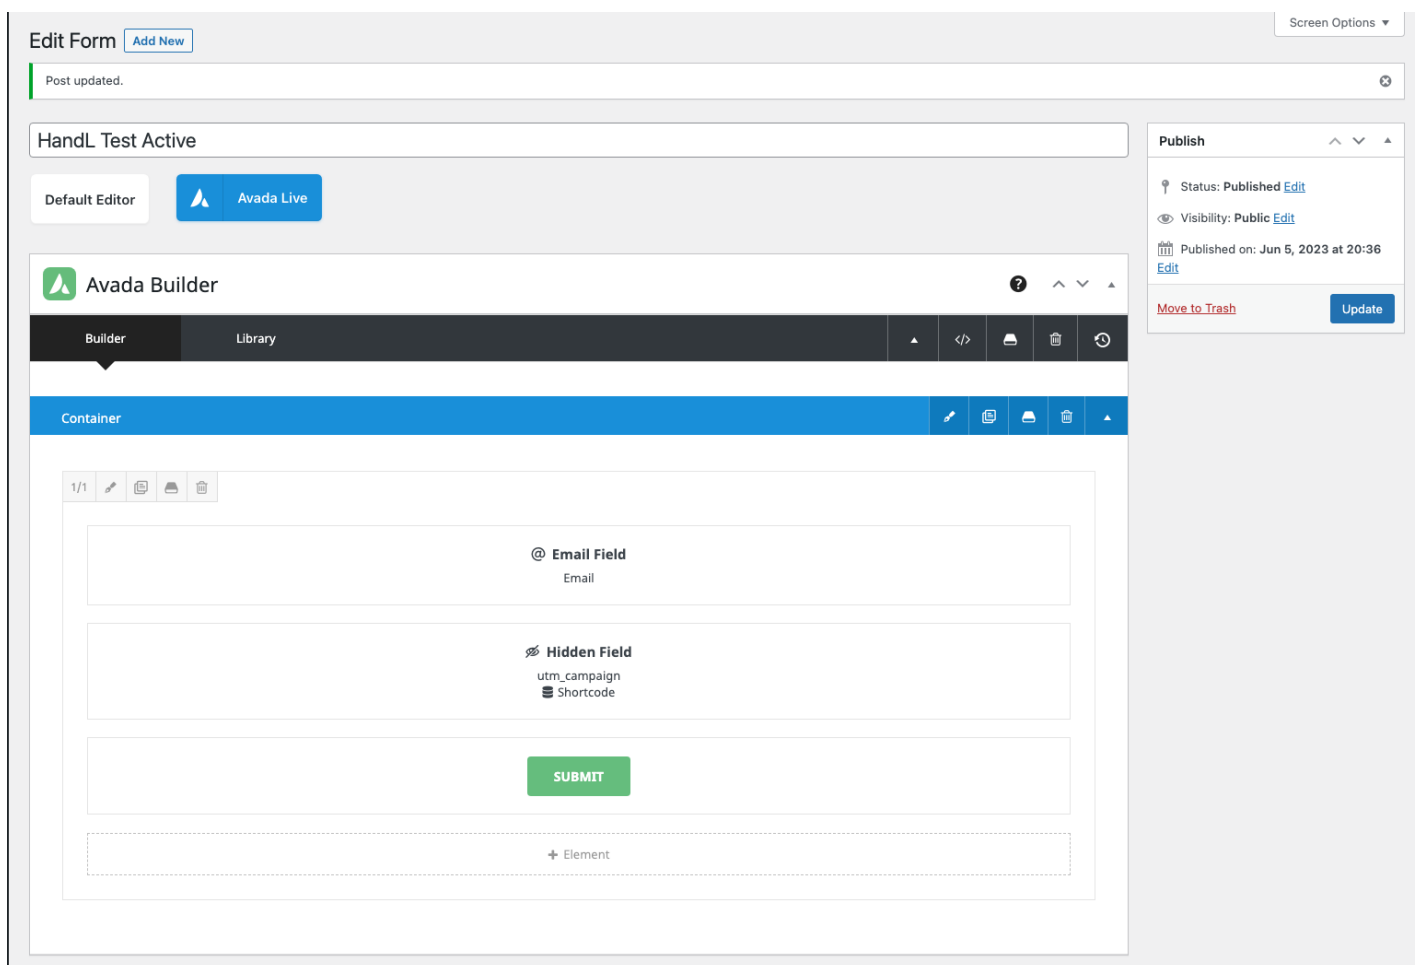 Screen Options
Edit Form Add New
Post updated.
HandL Test Active
Default Editor
Avada Live
Publish
Status: Published Edit
Visibility: Public Edit
Published on: Jun 5, 2023 at 20:36
Edit
Move to Trash
Update
Avada Builder
?
Builder
Library
</>
Container
1/1
@ Email Field
Email
Hidden Field
utm_campaign
Shortcode
SUBMIT
+ Element